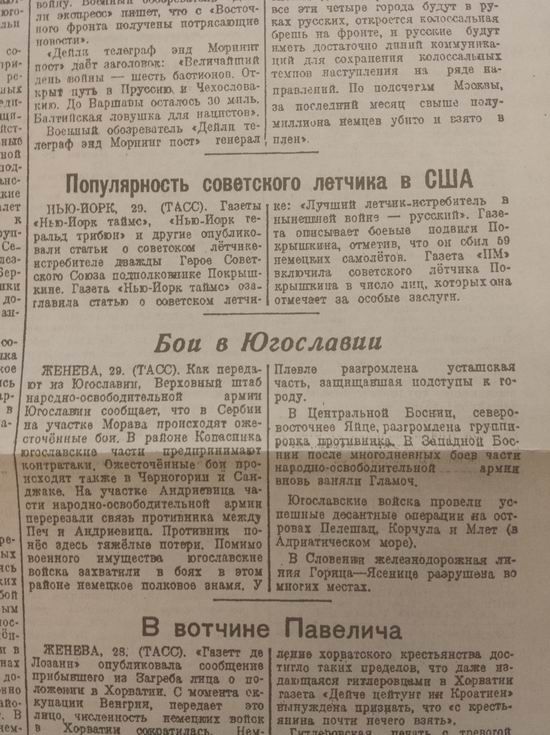 войну. Военный
ли экспресс» пишет, что с «Восточ-
ного фронта получены потрясающие
новости».
«Дейли телеграф энд Морнинг
пост» даёт заголовок: «Величайший
день войны — шесть бастионов. От-
крыт путь в Пруссию и Чехослова-
кию. До Варшавы осталось 30 миль.
Балтийская ловушка для нацистов».
Военный обозреватель «Дейли те-
леграф энд Морнинг пост» генерал
все эти четыре города будут в ру-
ках русских, откроется колоссальная
брешь на фронте, и русские будут
иметь достаточно линий коммуника-
ций для сохранения колоссальных
темпов наступления на ряде на-
правлений. По подсчетам Москвы,
за последний месяц свыше полу-
миллиона немцев убито и взято в
плен».
Популярность советского летчика в США
НЬЮ-ЙОРК, 29. (ТАСС). Газеты
«Нью-Йорк таймс», «Нью-Йорк ге-
ральд трибюн» и другие опублико-
вали статьи о советском лётчике-
истребителе дважды Герое Совет-
ского Союза подполковнике Покрыш-
кине. Газета «Нью-Йорк таймс» оза-
главила статью о советском летчи-
ке: «Лучший летчик-истребитель в
нынешней войне — русский». Газе-
та описывает боевые подвиги По-
крышкина, отметив, что он сбил 59
немецких самолётов. Газета «ПМ»
включила советского лётчика По-
крышкина в число лиц, которых она
отмечает за особые заслуги.
Бои в Югославии
ЖЕНЕВА, 29. (ТАСС). Как переда-
ют из Югославии, Верховный штаб
народно-освободительной армии
Югославии сообщает, что в Сербии
на участке Морава происходят оже-
сточённые бои. В районе Копасника
югославские части предпринимают
контратаки. Ожесточённые бои про-
исходят также в Черногории и Сан-
джаке. На участке Андриевица ча-
сти народно-освободительной армии
перерезали связь противника между
Печ и Андриевица. Противник по-
нёс здесь тяжёлые потери. Помимо
военного имущества югославские
войска захватили в боях в этом
районе немецкое полковое знамя. У
Плевле разгромлена усташская
часть, защищавшая подступы к го-
роду.
В Центральной Боснии, северо-
восточнее Яйце, разгромлена группи-
ровка противника. В Западной Бос-
нии после многодневных боев части
народно-освободительной армии
вновь заняли Гламоч.
Югославские войска провели ус-
пешные десантные операции на ост-
ровах Пелешац, Корчула и Млет (в
Адриатическом море).
В Словении железнодорожная ли-
ния Горица—Ясенице разрушена во
многих местах.
В вотчине Павелича
ЖЕНЕВА, 28. (ТАСС). «Газетт де
Лозанн» опубликовала сообщение
прибывшего из Загреба лица о по-
ложении в Хорватии. С момента ок-
купации Венгрии, передает это
лицо, численность немецких войск
в Хорватии сократилась. Нем-
ление хорватского крестьянства дос-
тигло таких пределов, что даже из-
дающаяся гитлеровцами в Хорватии
газета «Дейче цейтунг ин Кроатиен»
вынуждена признать, что «с кресть-
янина почти нечего взять».
Гитлеровская печать с тревогой